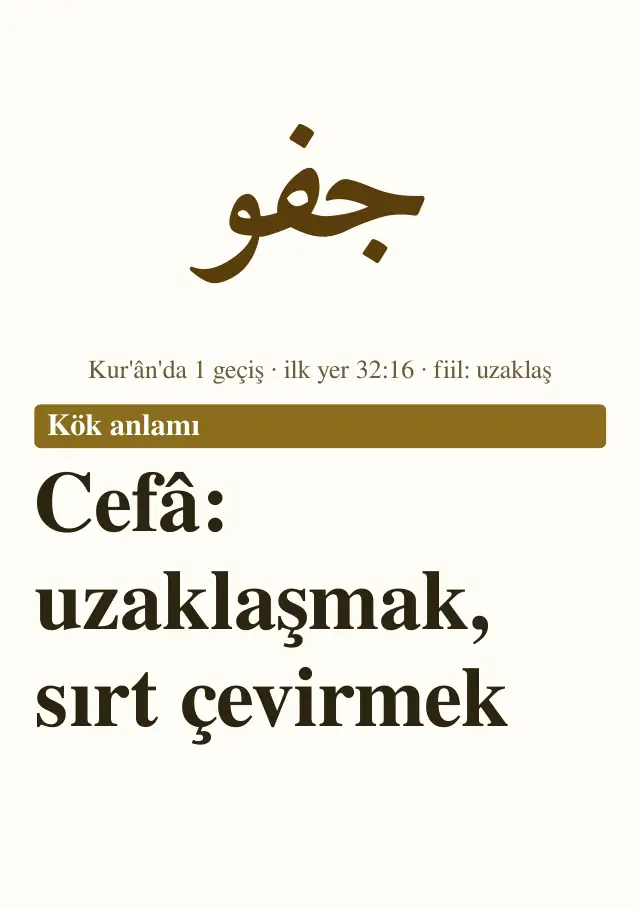 جفو
Kur'ân'da 1 geçiş · ilk yer 32:16 · fiil: uzaklaş
Kök anlamı
Cefâ:
uzaklaşmak,
sırt çevirmek